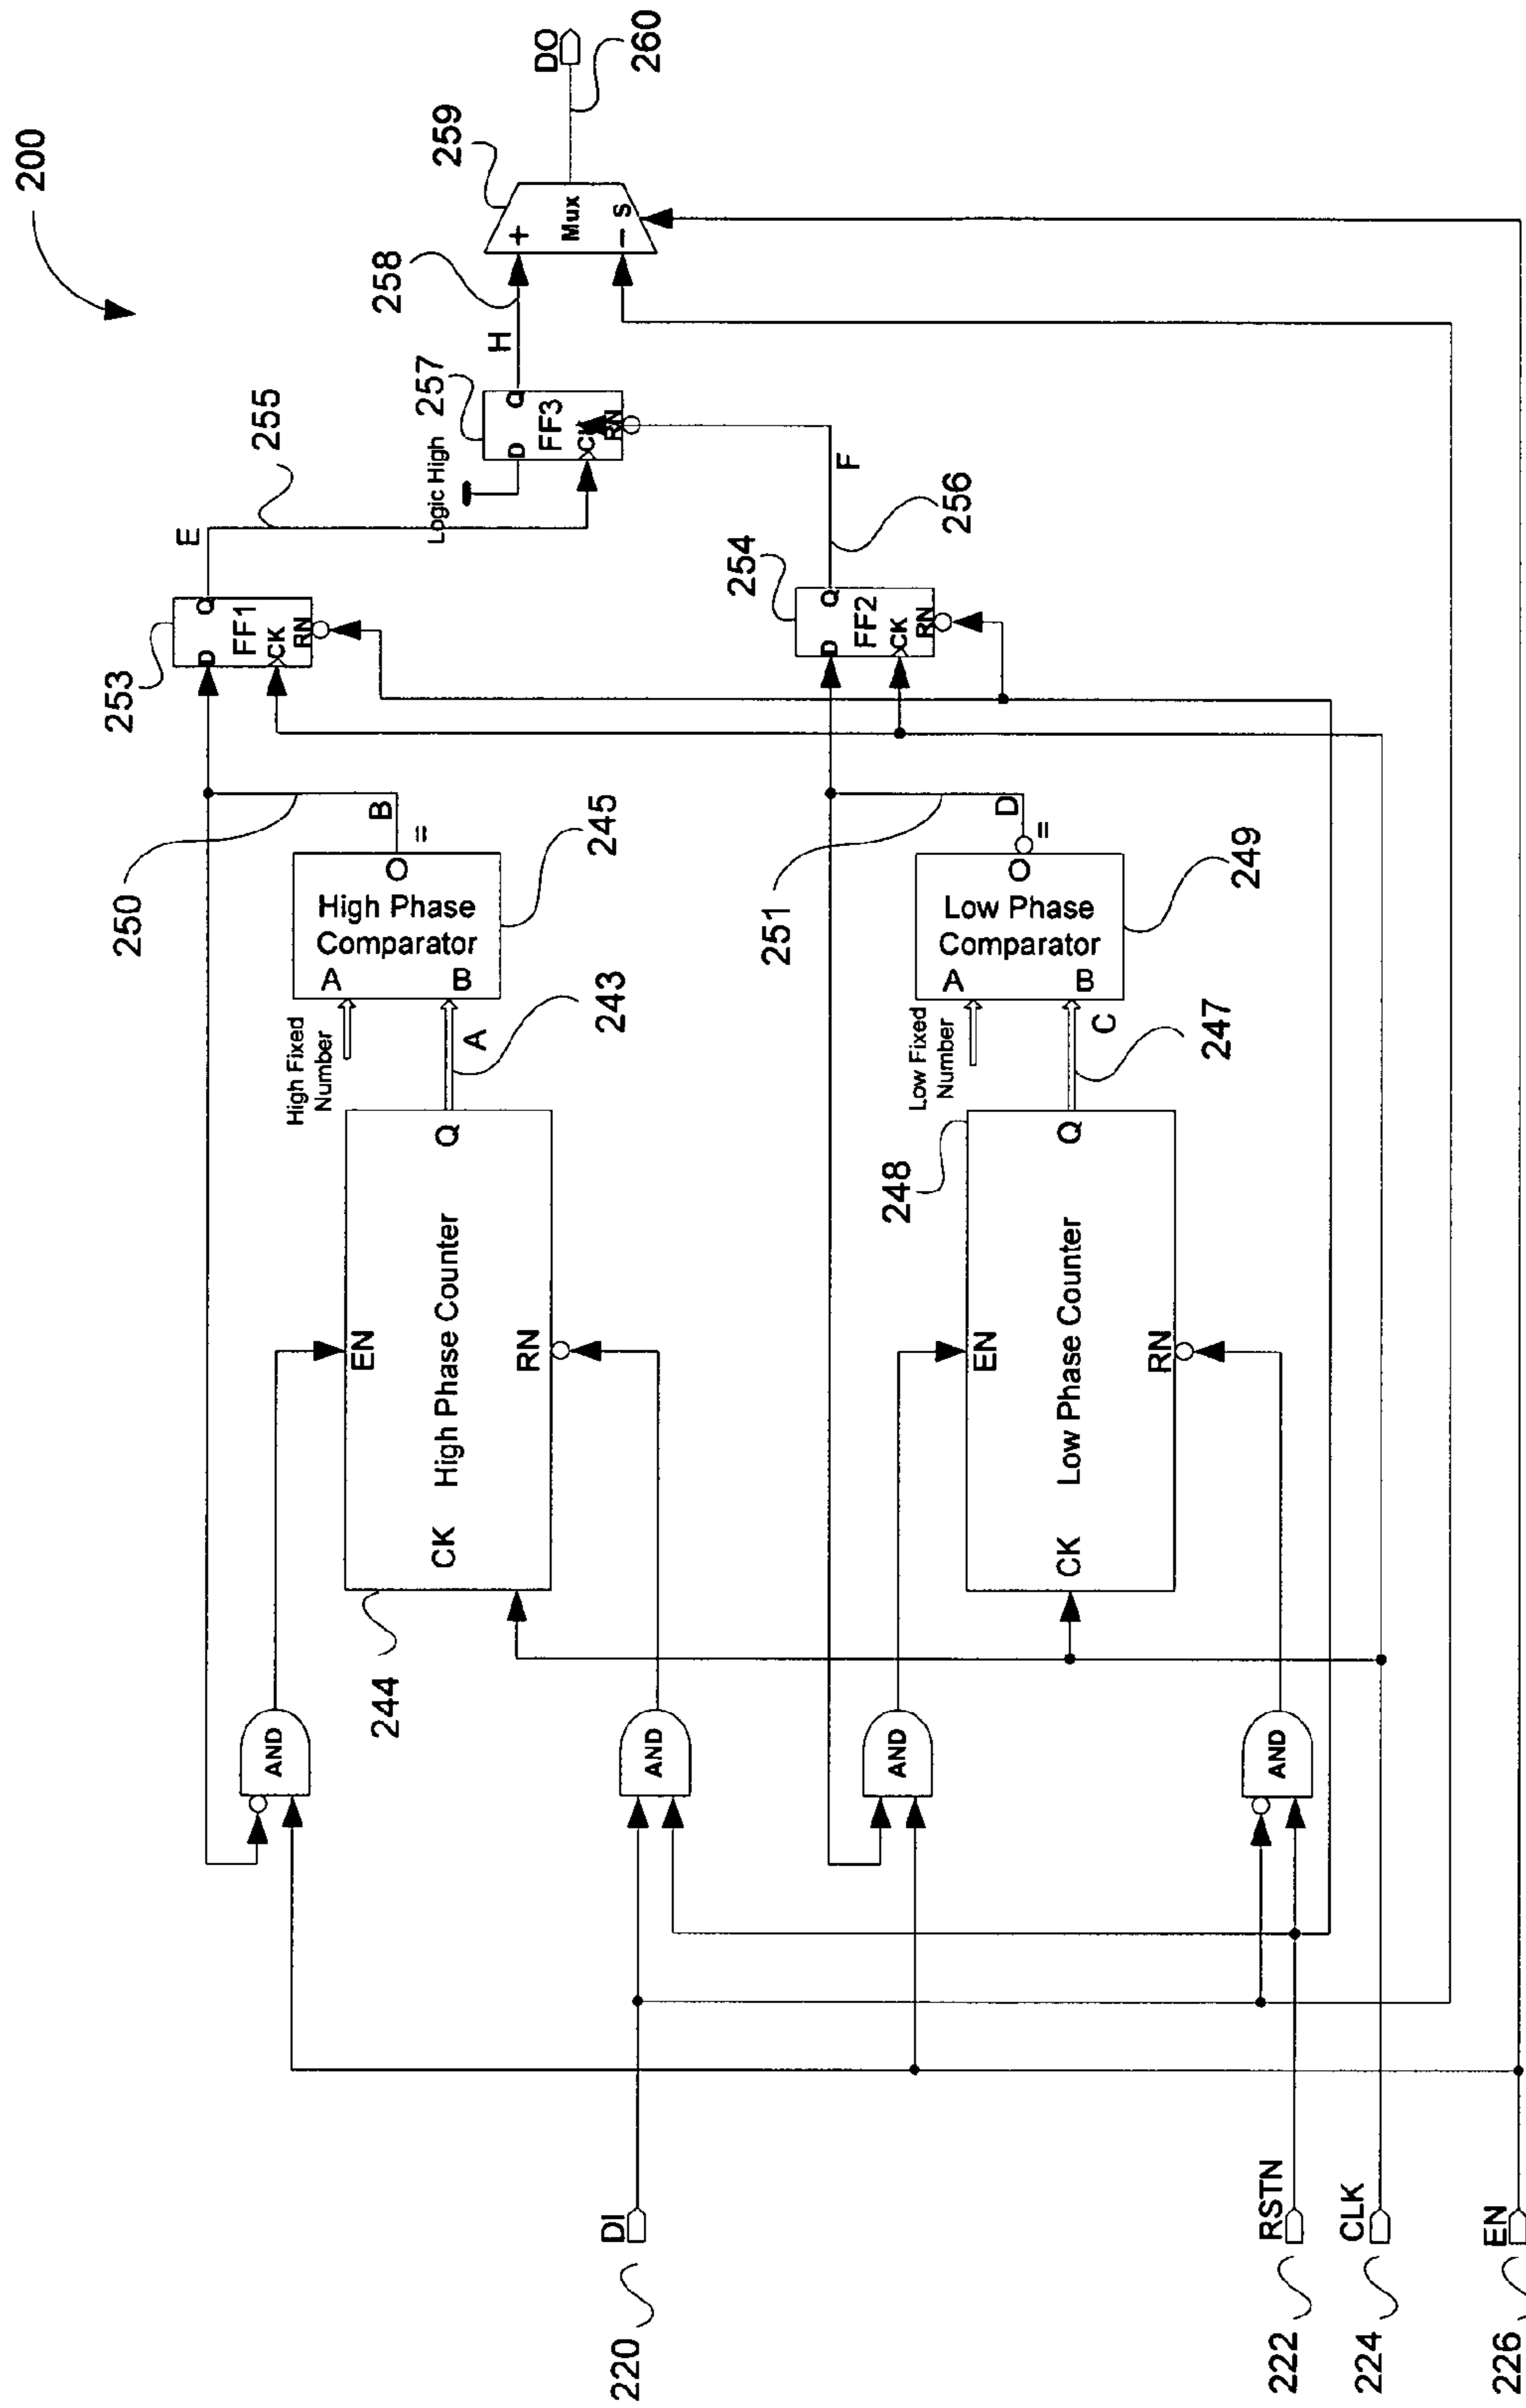 200
DI
220
RSTN
222
CLK
224
EN
226
AND
AND
AND
AND
244
EN
CK
High Phase Counter
Q
RN
248
EN
CK
Low Phase Counter
Q
RN
High Fixed
Number
A
243
Low Fixed
Number
C
247
A
High Phase
Comparator
B
O
=
B
245
250
A
Low Phase
Comparator
B
O
=
D
249
251
253
D
Q
FF1
CK
RN
E
255
254
D
Q
FF2
CK
RN
F
256
Logic High
257
D
Q
FF3
CK
RN
H
258
259
+
Mux
–
S
DO
260